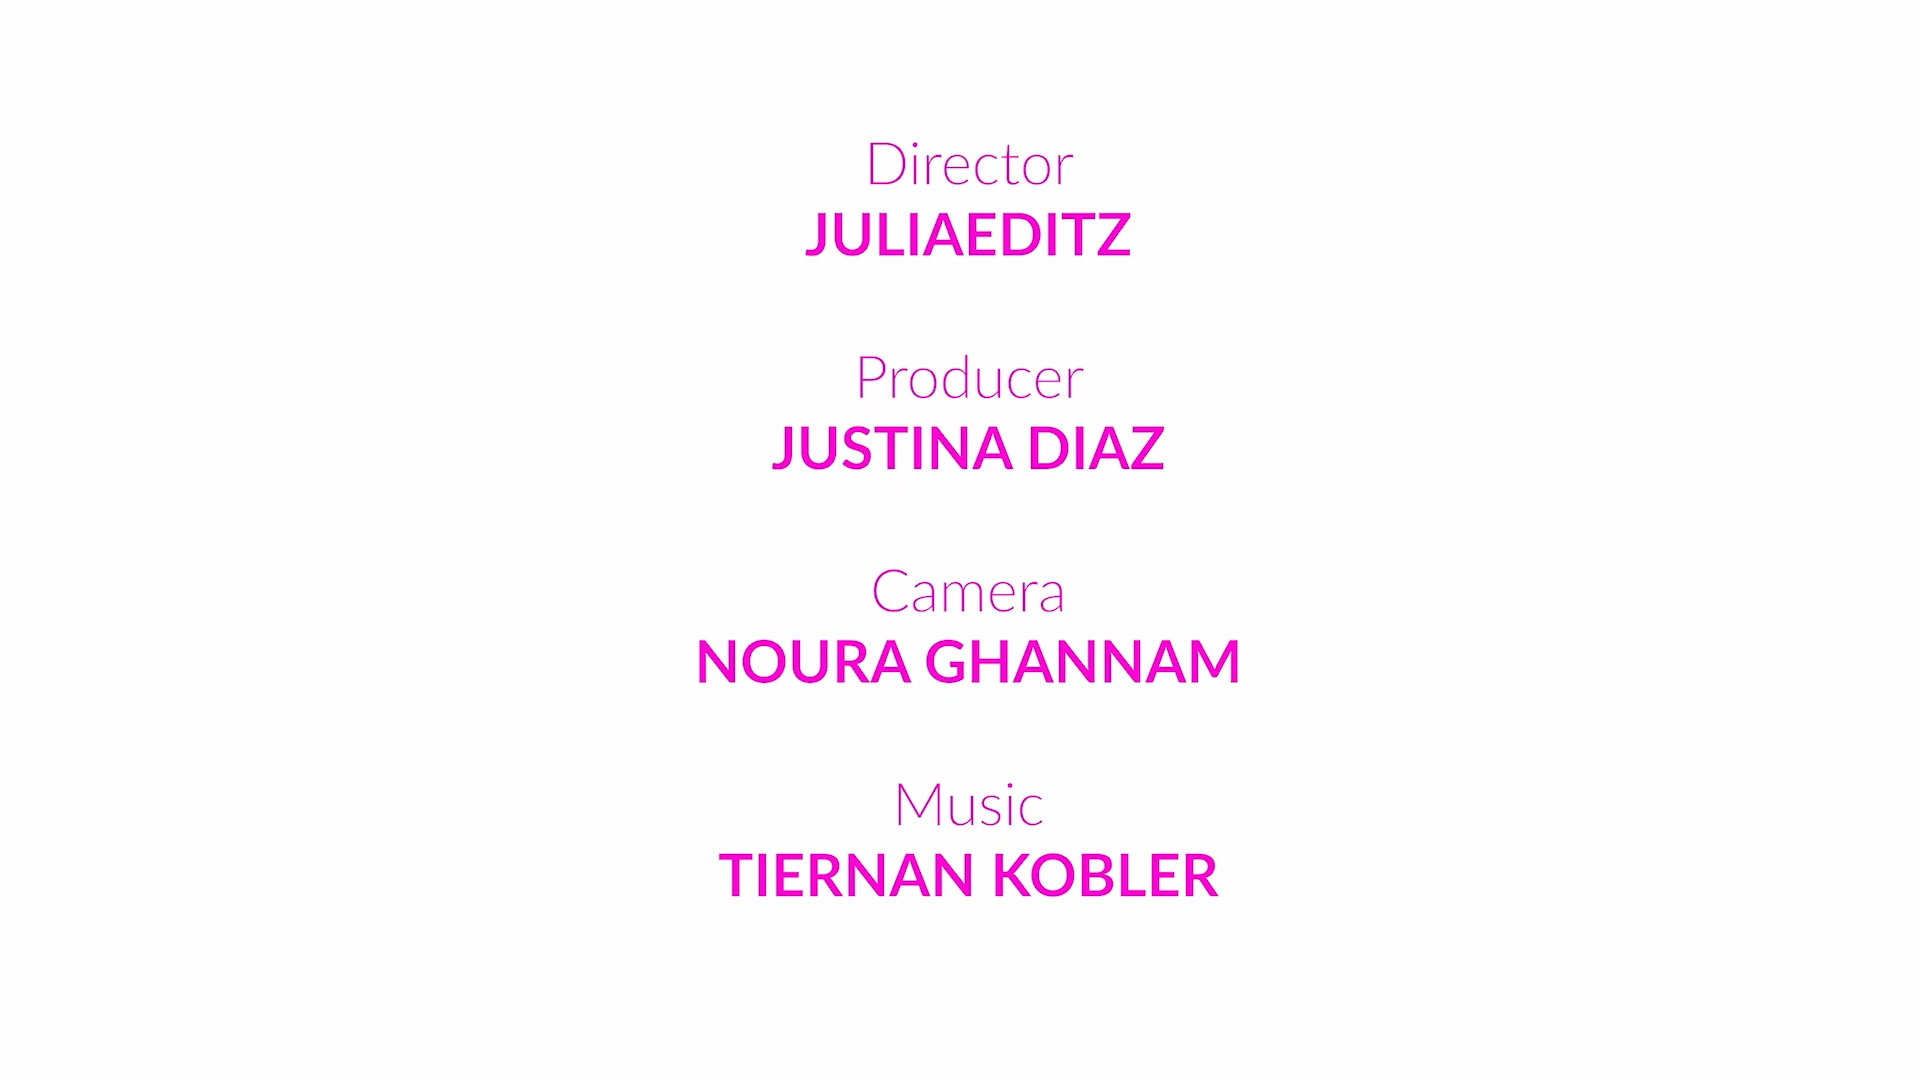 Director
JULIAEDITZ
Producer
JUSTINA DIAZ
Camera
NOURA GHANNAM
Music
TIERNAN KOBLER